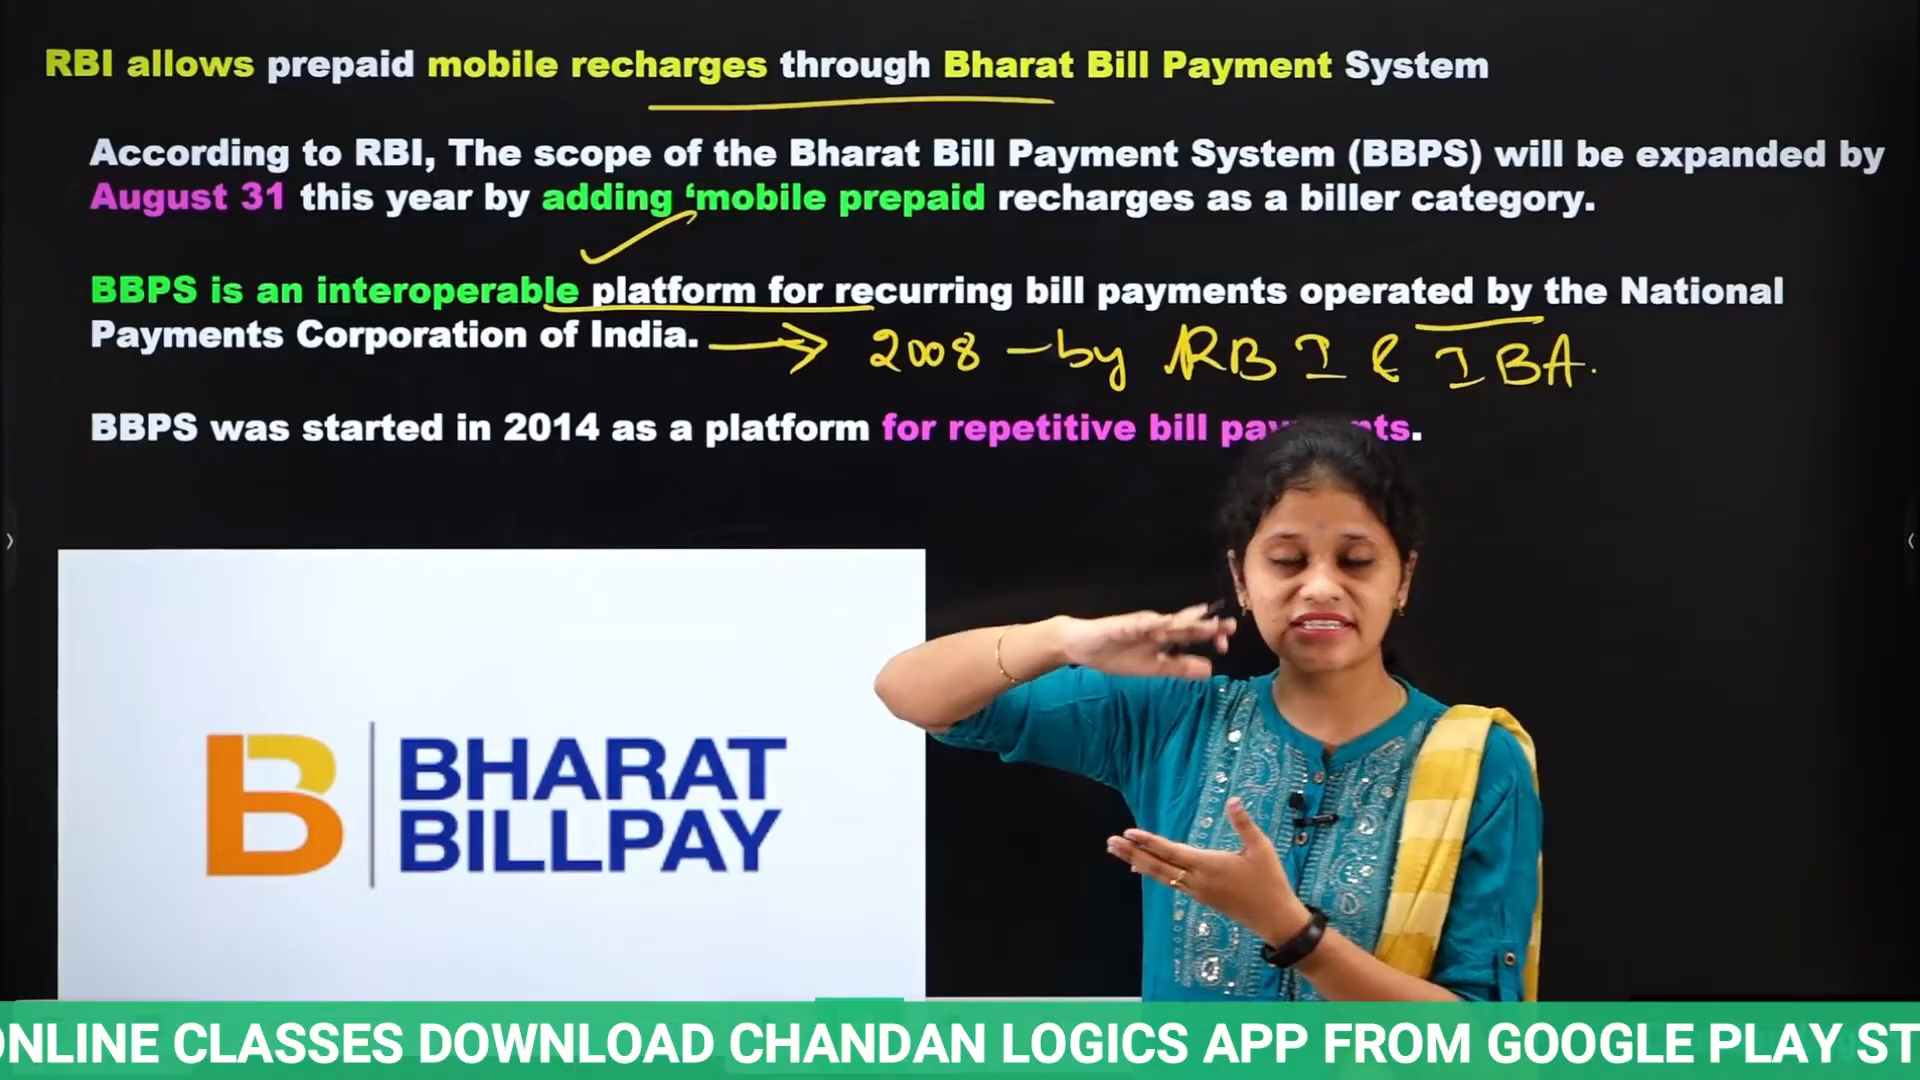 RBI allows prepaid mobile recharges through Bharat Bill Payment System
According to RBI, The scope of the Bharat Bill Payment System (BBPS) will be expanded by
August 31 this year by adding ‘mobile prepaid recharges as a biller category.
BBPS is an interoperable platform for recurring bill payments operated by the National
Payments Corporation of India. → 2008 - by RBI & IBA.
BBPS was started in 2014 as a platform for repetitive bill
B | BHARAT
BILLPAY
CLASSES DOWNLOAD CHANDAN LOGICS APP FROM GOOGLE PLAY